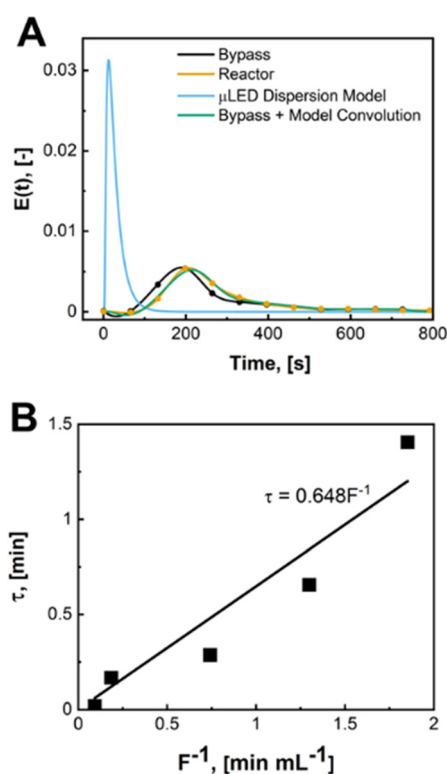 A
Bypass
Reactor
μLED Dispersion Model
Bypass + Model Convolution
E(t), [-]
0.03
0.02
0.01
0
0 200 400 600 800
Time, [s]
B
τ = 0.648F⁻¹
τ, [min]
1.5
1
0.5
0
0 0.5 1 1.5 2
F⁻¹, [min mL⁻¹]